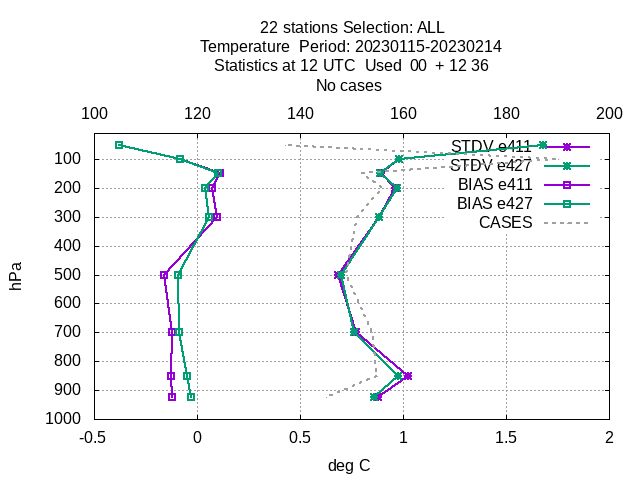 22 stations Selection: ALL
Temperature  Period: 20230115-20230214
Statistics at 12 UTC  Used  00  + 12 36
No cases
100 120 140 160 180 200
STDV e411
100
STDV e427
200
BIAS e411
BIAS e427
300
CASES
400
hPa
500
600
700
800
900
1000
-0.5 0 0.5 1 1.5 2
deg C